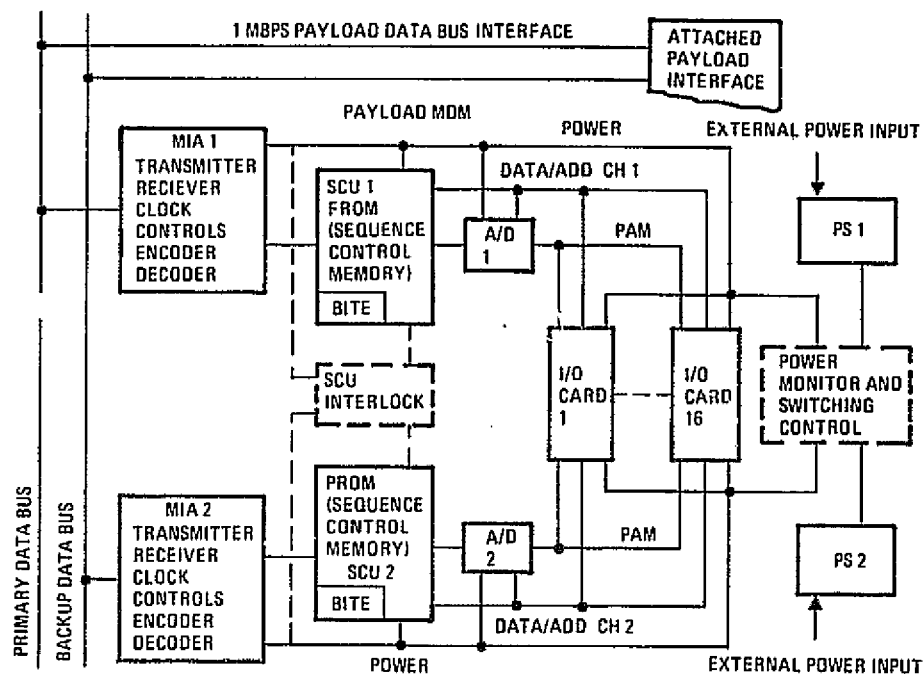 1 MBPS PAYLOAD DATA BUS INTERFACE
ATTACHED
PAYLOAD
INTERFACE
PAYLOAD MDM
POWER
EXTERNAL POWER INPUT
MIA 1
TRANSMITTER
RECIEVER
CLOCK
CONTROLS
ENCODER
DECODER
SCU 1
FROM
(SEQUENCE
CONTROL
MEMORY)
BITE
DATA/ADD CH 1
A/D
1
PAM
PS 1
SCU
INTERLOCK
I/O
CARD
1
I/O
CARD
16
POWER
MONITOR AND
SWITCHING
CONTROL
PRIMARY DATA BUS
BACKUP DATA BUS
MIA 2
TRANSMITTER
RECEIVER
CLOCK
CONTROLS
ENCODER
DECODER
PROM
(SEQUENCE
CONTROL
MEMORY)
SCU 2
BITE
A/D
2
PAM
PS 2
DATA/ADD CH 2
POWER
EXTERNAL POWER INPUT